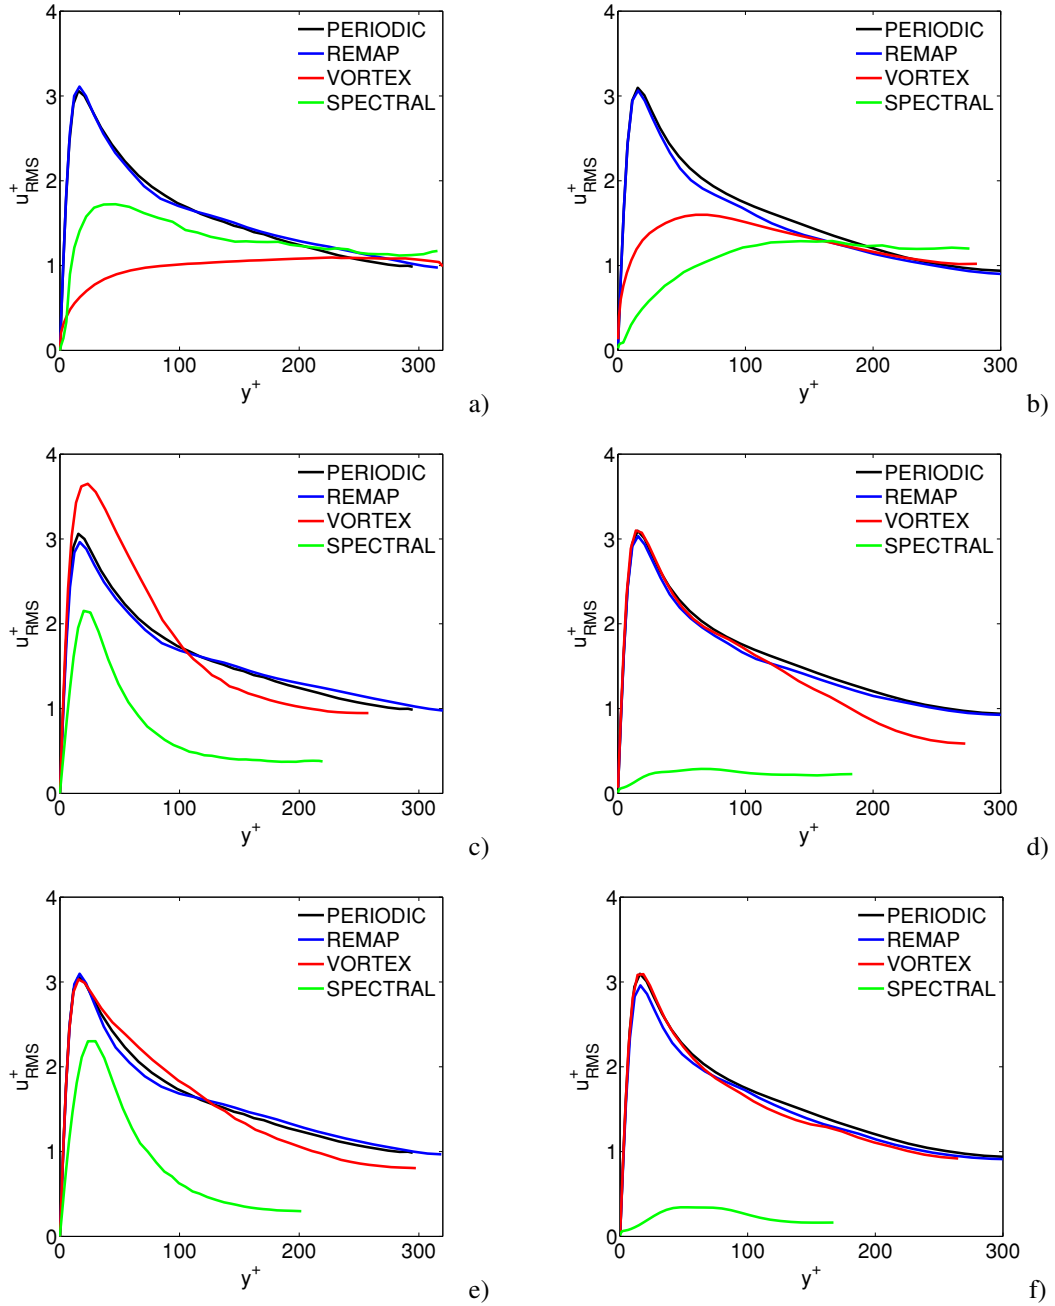 4
3
2
1
0
u+RMS
PERIODIC
REMAP
VORTEX
SPECTRAL
0 100 200 300
y+
a)
4
3
2
1
0
u+RMS
PERIODIC
REMAP
VORTEX
SPECTRAL
0 100 200 300
y+
b)
4
3
2
1
0
u+RMS
PERIODIC
REMAP
VORTEX
SPECTRAL
0 100 200 300
y+
c)
4
3
2
1
0
u+RMS
PERIODIC
REMAP
VORTEX
SPECTRAL
0 100 200 300
y+
d)
4
3
2
1
0
u+RMS
PERIODIC
REMAP
VORTEX
SPECTRAL
0 100 200 300
y+
e)
4
3
2
1
0
u+RMS
PERIODIC
REMAP
VORTEX
SPECTRAL
0 100 200 300
y+
f)